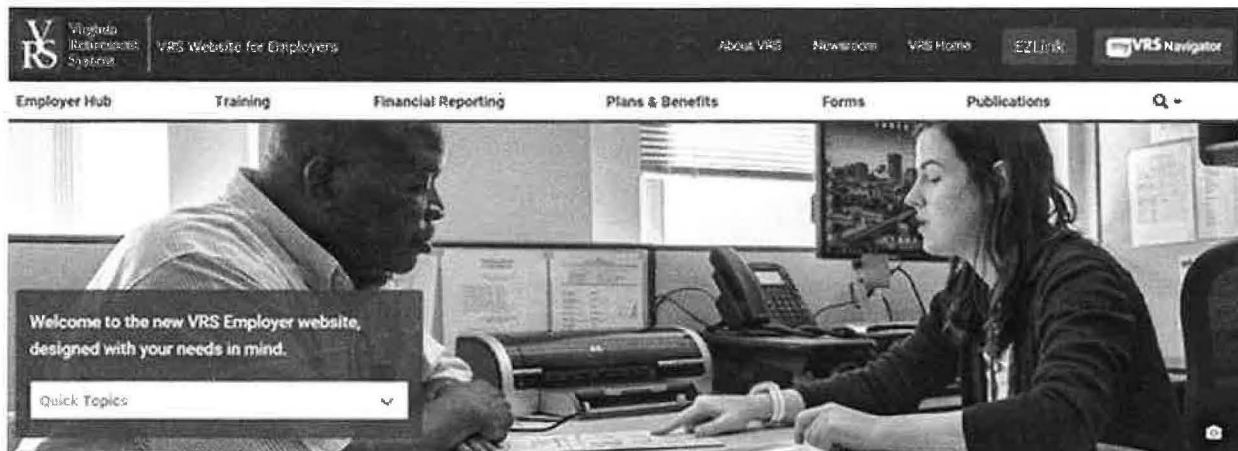 VRS
Virginia
Retirement
System
VRS Website for Employers
About VRS
Newsroom
VRS Home
EZLink
myVRS Navigator
Employer Hub
Training
Financial Reporting
Plans & Benefits
Forms
Publications
Welcome to the new VRS Employer website,
designed with your needs in mind.
Quick Topics